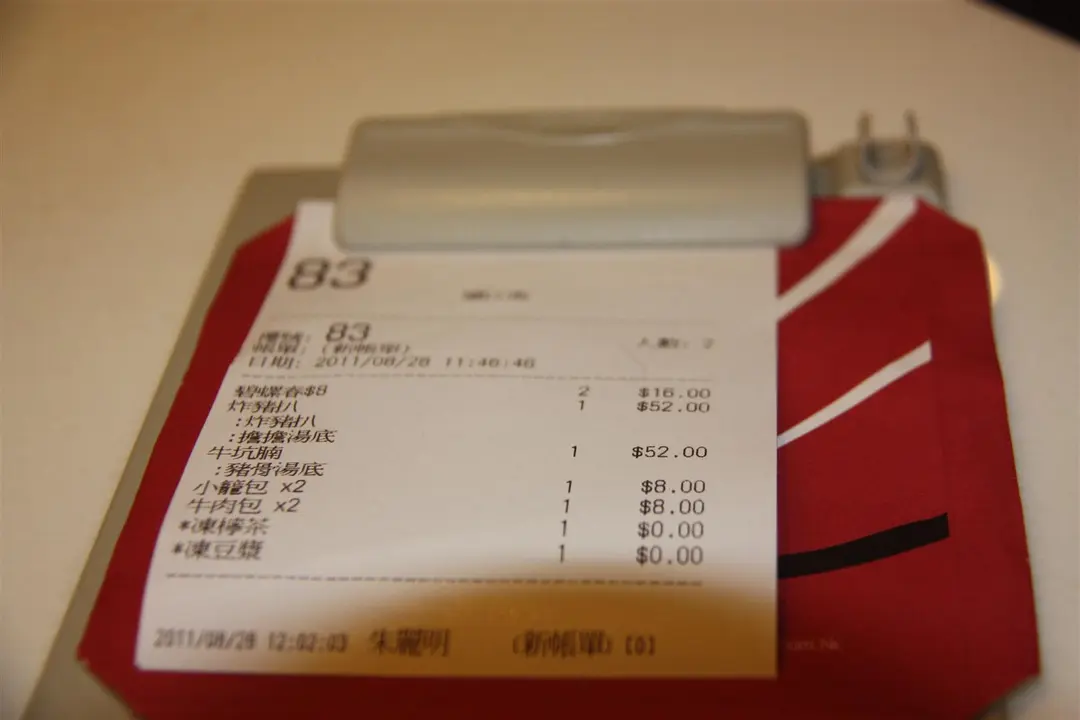 83
檯號: 83
帳單: (新帳單) 人數: 2
日期: 2011/08/28 11:46:46
碧螺春$8 2 $16.00
炸豬扒 1 $52.00
:炸豬扒
:擔擔湯底
牛坑腩 1 $52.00
:豬骨湯底
小籠包 x2 1 $8.00
牛肉包 x2 1 $8.00
*凍檸茶 1 $0.00
*凍豆漿 1 $0.00
2011/08/28 12:02:03 朱麗明 (新帳單) [0]
.com.hk